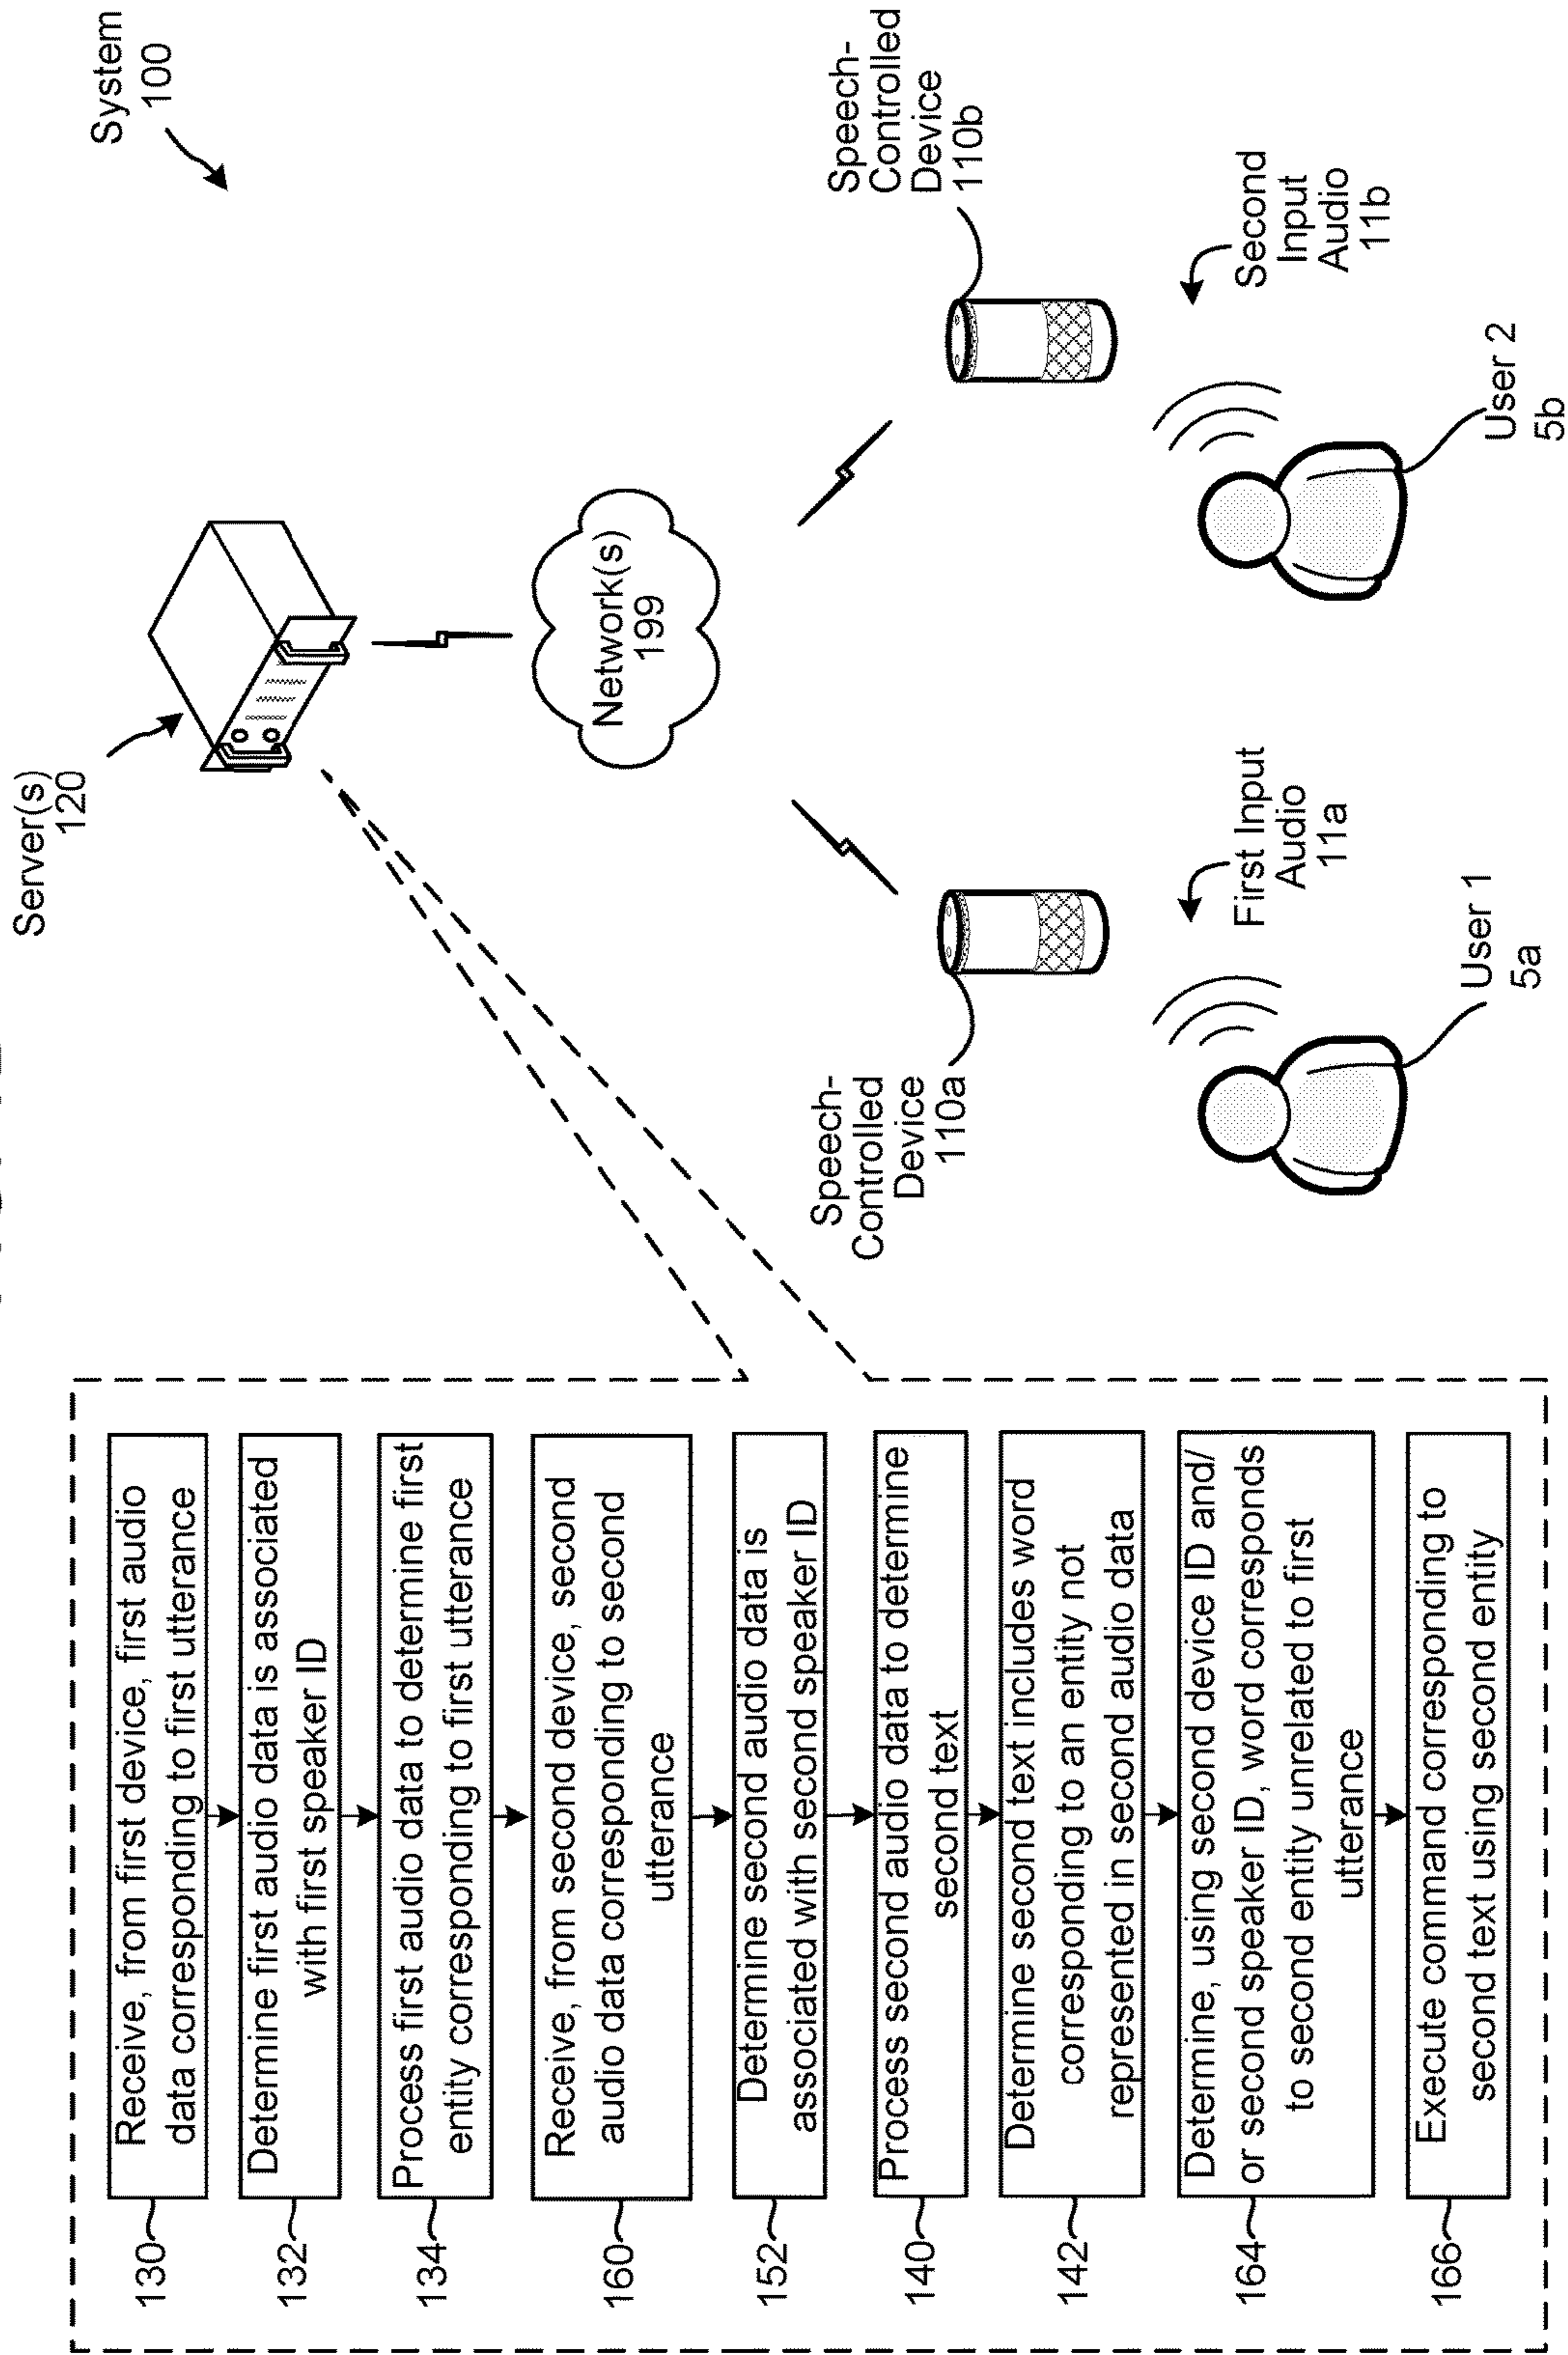 System
100
Server(s)
120
Network(s)
199
Speech-
Controlled
Device
110a
Speech-
Controlled
Device
110b
First Input
Audio
11a
Second
Input
Audio
11b
User 1
5a
User 2
5b
130
Receive, from first device, first audio
data corresponding to first utterance
132
Determine first audio data is associated
with first speaker ID
134
Process first audio data to determine first
entity corresponding to first utterance
160
Receive, from second device, second
audio data corresponding to second
utterance
152
Determine second audio data is
associated with second speaker ID
140
Process second audio data to determine
second text
142
Determine second text includes word
corresponding to an entity not
represented in second audio data
164
Determine, using second device ID and/
or second speaker ID, word corresponds
to second entity unrelated to first
utterance
166
Execute command corresponding to
second text using second entity